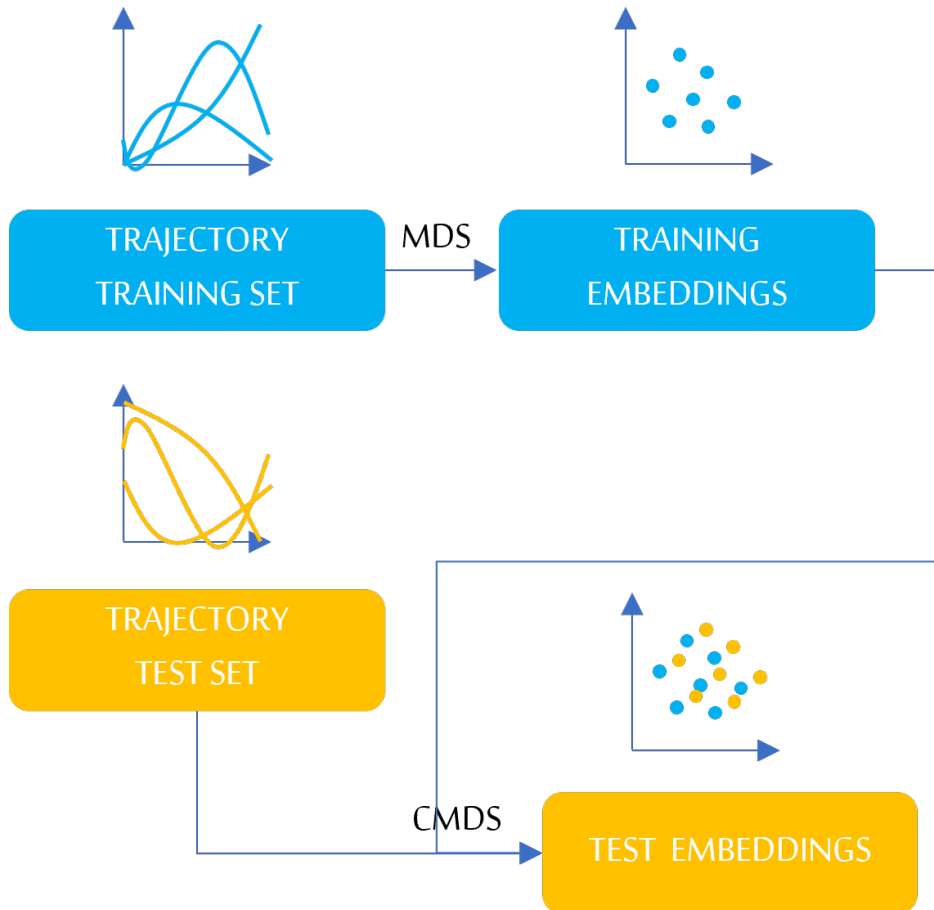 TRAJECTORY
TRAINING SET
MDS
TRAINING
EMBEDDINGS
TRAJECTORY
TEST SET
CMDS
TEST EMBEDDINGS